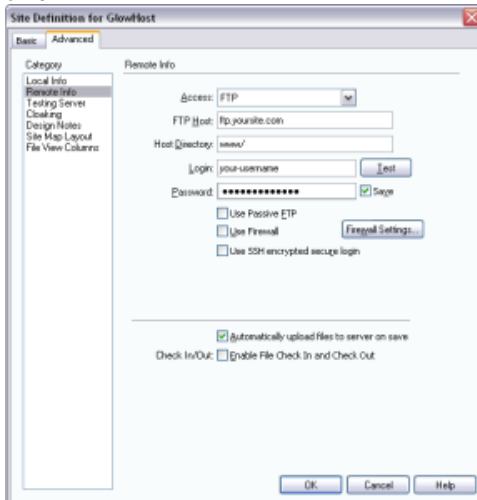 Site Definition for GlowHost
Basic Advanced
Category
Local Info
Remote Info
Testing Server
Cloaking
Design Notes
Site Map Layout
File View Columns
Remote Info
Access: FTP
FTP Host: ftp.yoursite.com
Host Directory: www/
Login: your-username Test
Password: ••••••••••••• Save
Use Passive FTP
Use Firewall Firewall Settings...
Use SSH encrypted secure login
Automatically upload files to server on save
Check In/Out: Enable File Check In and Check Out
OK Cancel Help